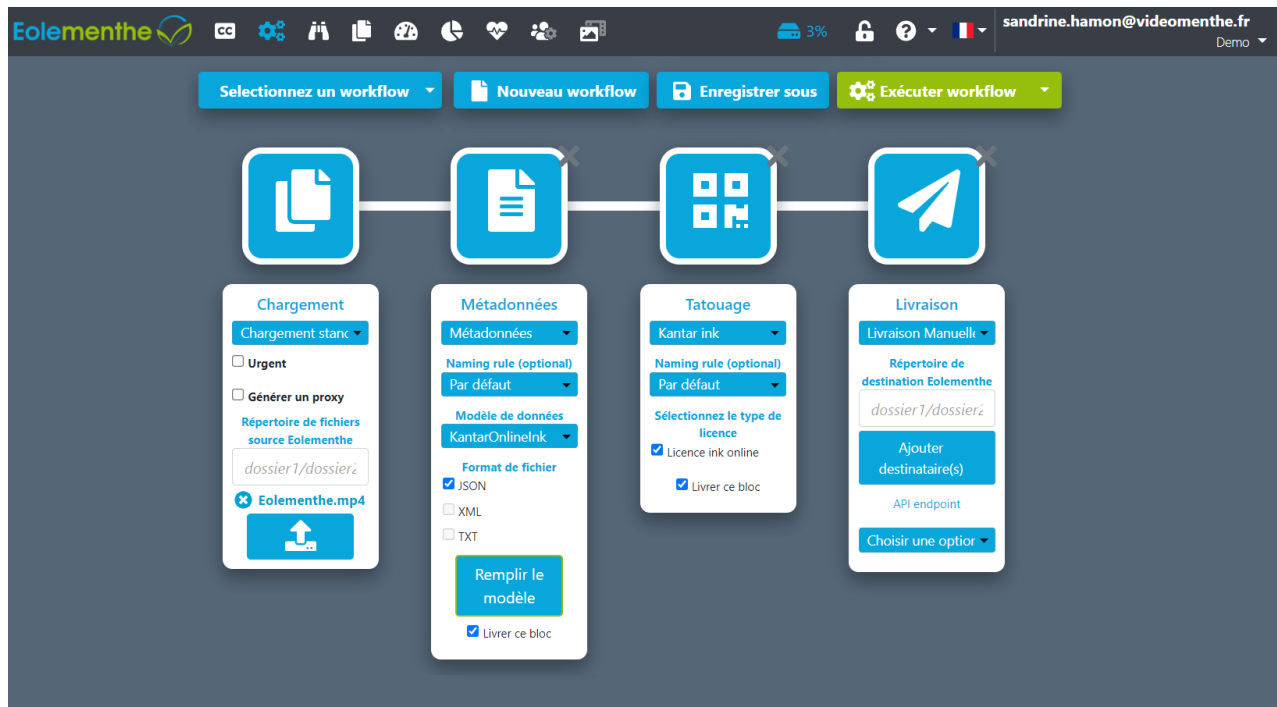 Eolementhe
CC
3%
sandrine.hamon@videomenthe.fr
Demo
Selectionnez un workflow
Nouveau workflow
Enregistrer sous
Exécuter workflow
Chargement
Chargement stanc
Urgent
Générer un proxy
Répertoire de fichiers
source Eolementhe
dossier1/dossier2
Eolementhe.mp4
Métadonnées
Métadonnées
Naming rule (optional)
Par défaut
Modèle de données
KantarOnlineInk
Format de fichier
JSON
XML
TXT
Remplir le
modèle
Livrer ce bloc
Tatouage
Kantar ink
Naming rule (optional)
Par défaut
Sélectionnez le type de
licence
Licence ink online
Livrer ce bloc
Livraison
Livraison Manuelle
Répertoire de
destination Eolementhe
dossier1/dossier2
Ajouter
destinataire(s)
API endpoint
Choisir une option